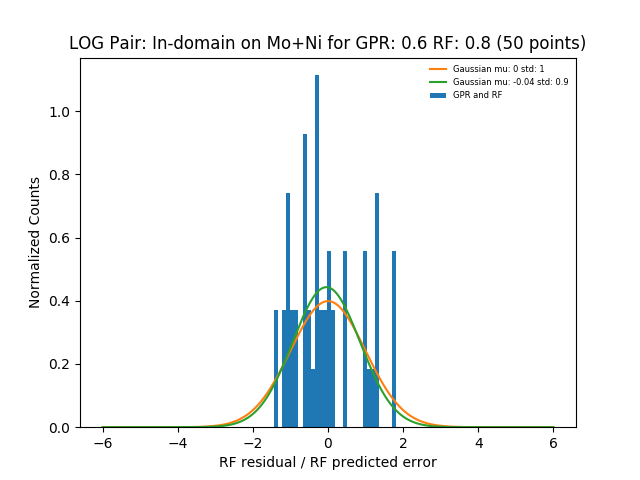 LOG Pair: In-domain on Mo+Ni for GPR: 0.6 RF: 0.8 (50 points)
Gaussian mu: 0 std: 1
Gaussian mu: -0.04 std: 0.9
GPR and RF
Normalized Counts
1.0
0.8
0.6
0.4
0.2
0.0
−6
−4
−2
0
2
4
6
RF residual / RF predicted error